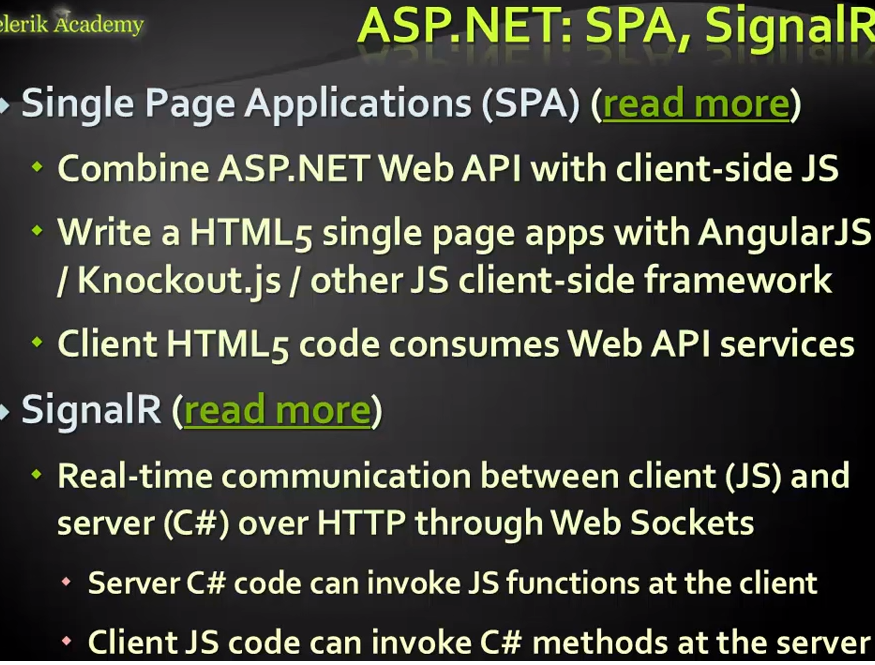 elerik Academy
ASP.NET: SPA, SignalR
Single Page Applications (SPA) (read more)
Combine ASP.NET Web API with client-side JS
Write a HTML5 single page apps with AngularJS
/ Knockout.js / other JS client-side framework
Client HTML5 code consumes Web API services
SignalR (read more)
Real-time communication between client (JS) and
server (C#) over HTTP through Web Sockets
Server C# code can invoke JS functions at the client
Client JS code can invoke C# methods at the server